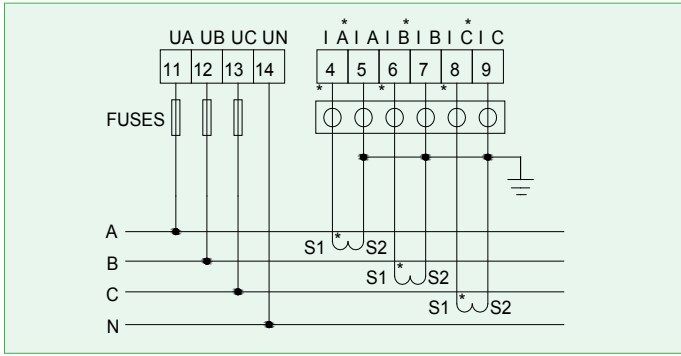 * * *
UA UB UC UN I A I A I B I B I C I C
11 12 13 14 4 5 6 7 8 9
* * *
FUSES
A
* S1 S2
B
* S1 S2
C
* S1 S2
N